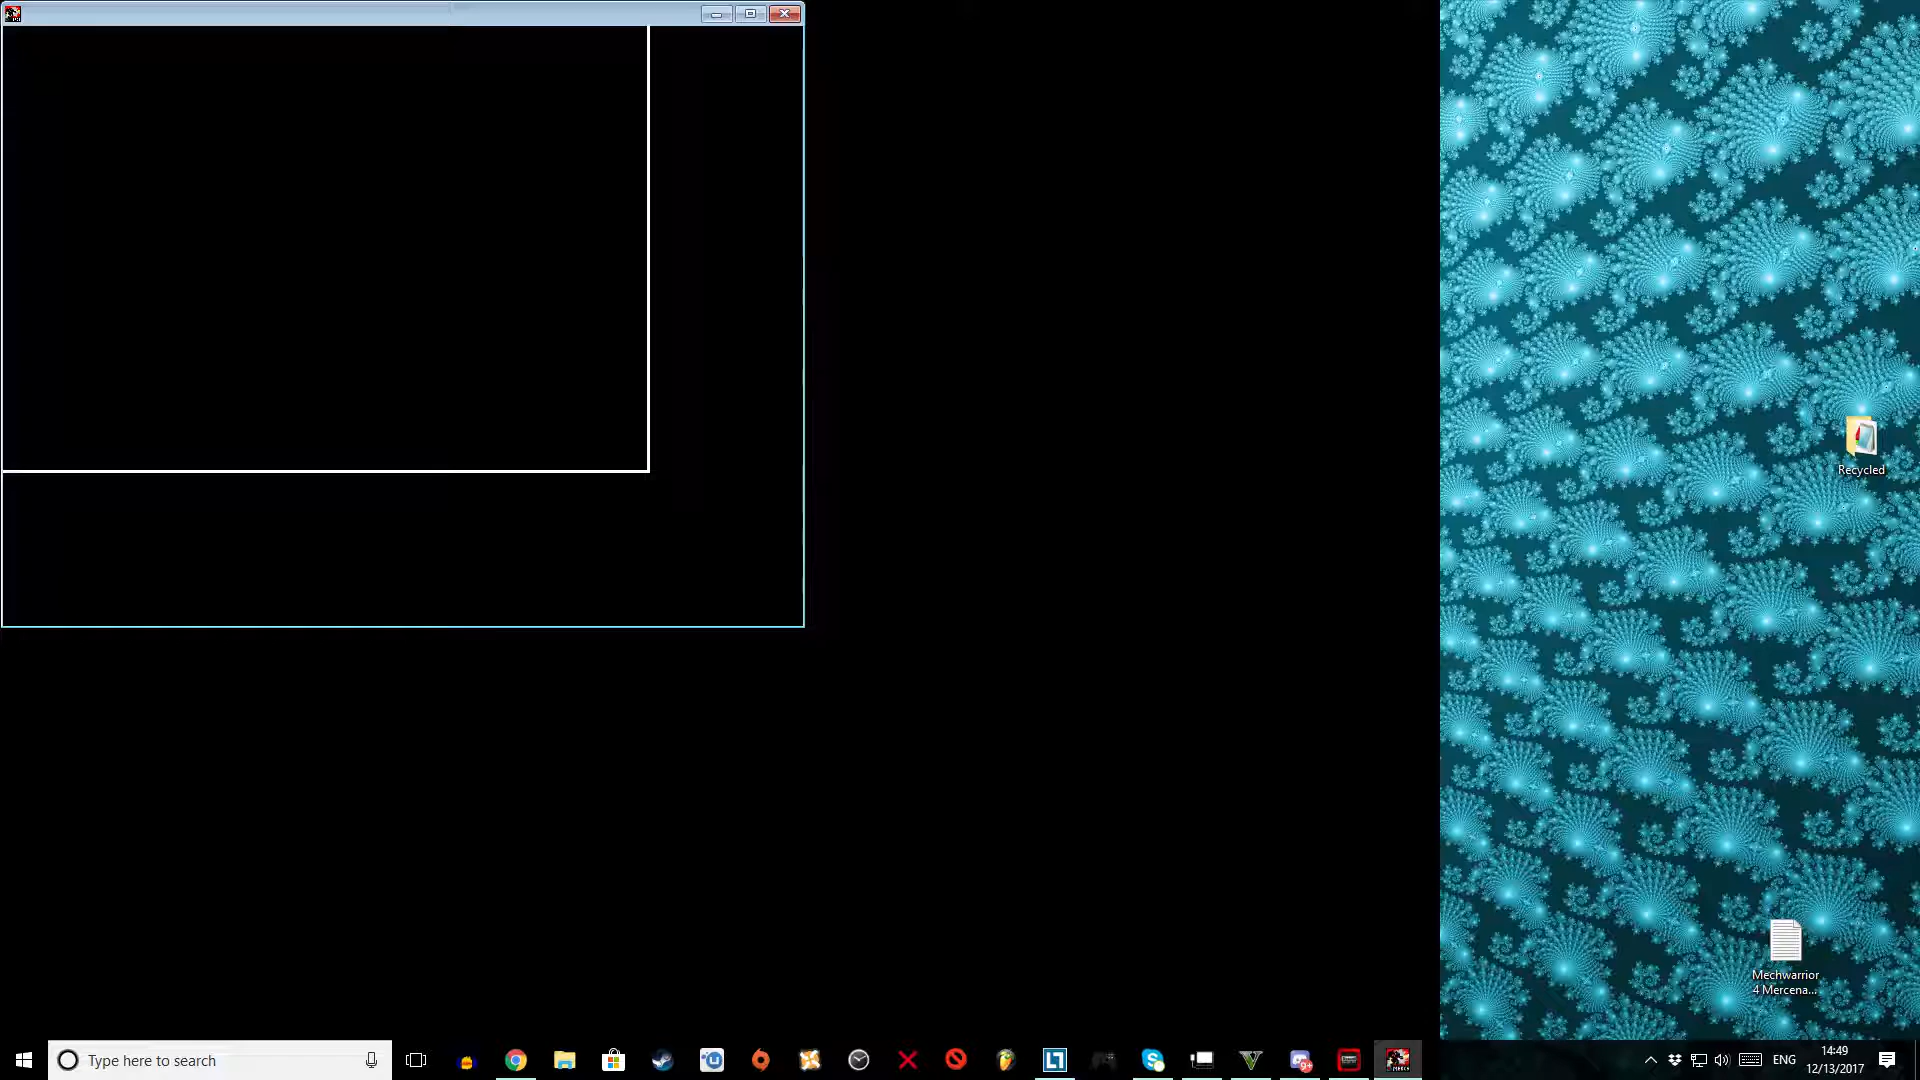 Recycled
Mechwarrior
4 Mercena...
Type here to search
ENG
14:49
12/13/2017